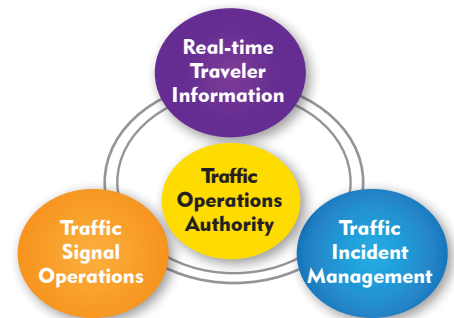 Real-time
Traveler
Information
Traffic
Operations
Authority
Traffic
Signal
Operations
Traffic
Incident
Management